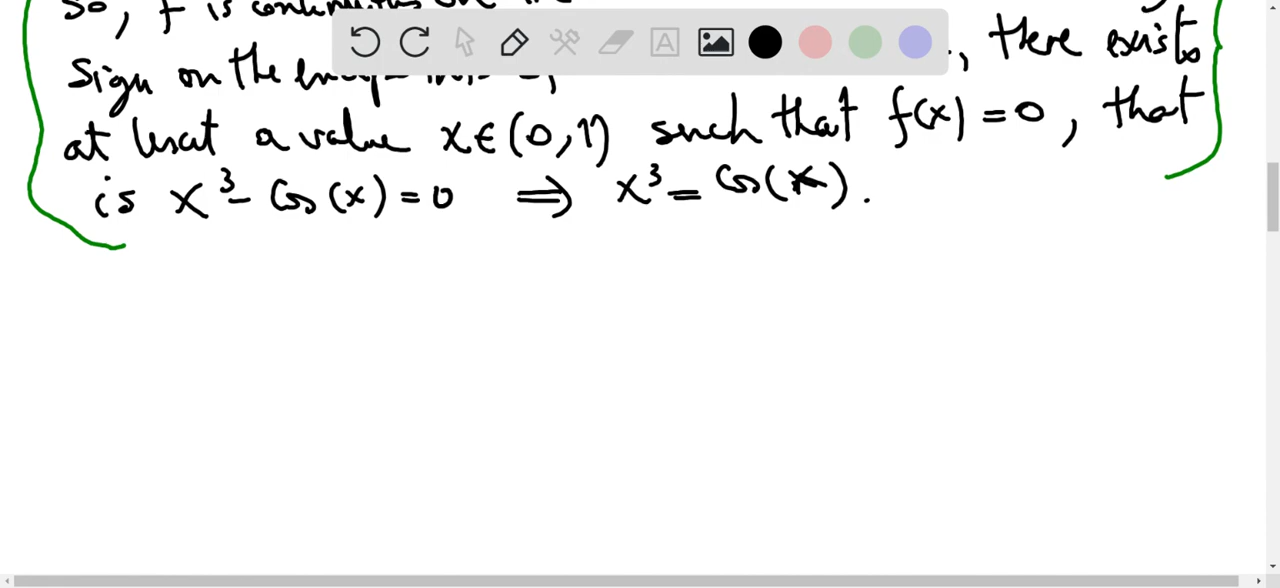 So, f is
sign on the , there exists
at least a value x∈(0,1) such that f(x)=0, that
is x³-Cos(x)=0 ⟹ x³=Cos(x).